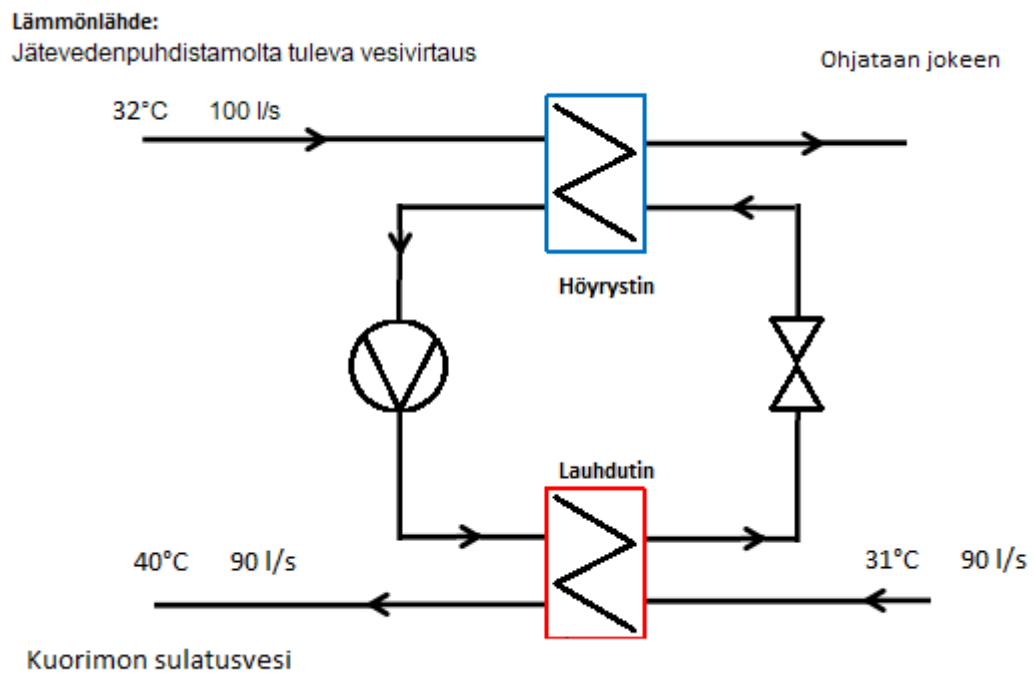 Lämmönlähde:
Jätevedenpuhdistamolta tuleva vesivirtaus
Ohjataan jokeen
32°C 100 l/s
Höyrystin
Lauhdutin
40°C 90 l/s
31°C 90 l/s
Kuorimon sulatusvesi